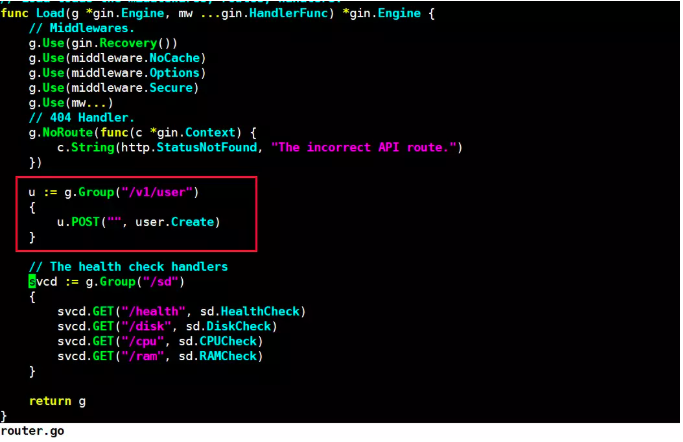 func Load(g *gin.Engine, mw ...gin.HandlerFunc) *gin.Engine {
    // Middlewares.
    g.Use(gin.Recovery())
    g.Use(middleware.NoCache)
    g.Use(middleware.Options)
    g.Use(middleware.Secure)
    g.Use(mw...)
    // 404 Handler.
    g.NoRoute(func(c *gin.Context) {
        c.String(http.StatusNotFound, "The incorrect API route.")
    })

    u := g.Group("/v1/user")
    {
        u.POST("", user.Create)
    }

    // The health check handlers
    svcd := g.Group("/sd")
    {
        svcd.GET("/health", sd.HealthCheck)
        svcd.GET("/disk", sd.DiskCheck)
        svcd.GET("/cpu", sd.CPUCheck)
        svcd.GET("/ram", sd.RAMCheck)
    }

    return g
}
router.go